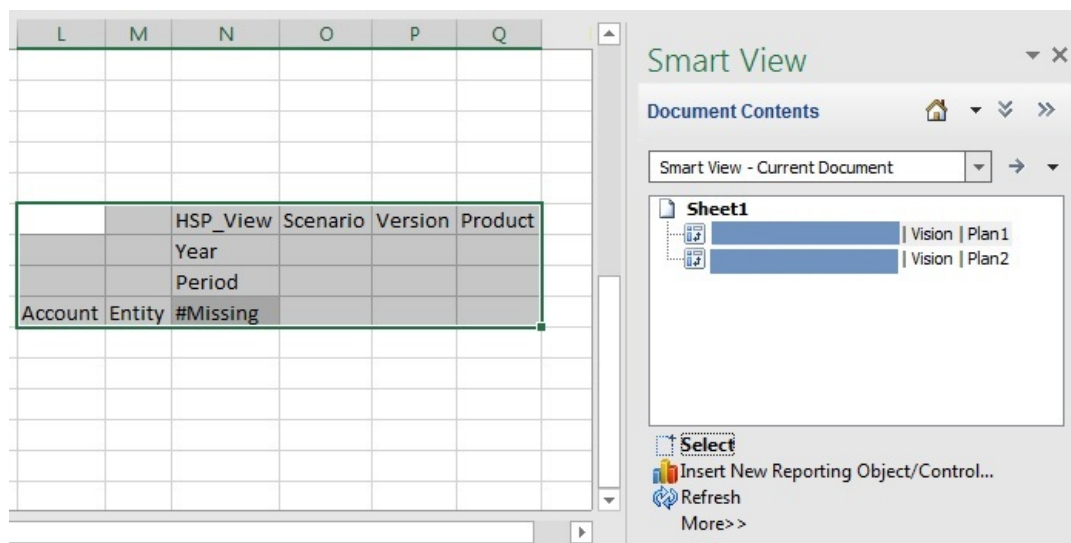 L M N O P Q
HSP_View Scenario Version Product
Year
Period
Account Entity #Missing
Smart View
Document Contents
Smart View - Current Document
Sheet1
| Vision | Plan1
| Vision | Plan2
Select
Insert New Reporting Object/Control...
Refresh
More>>